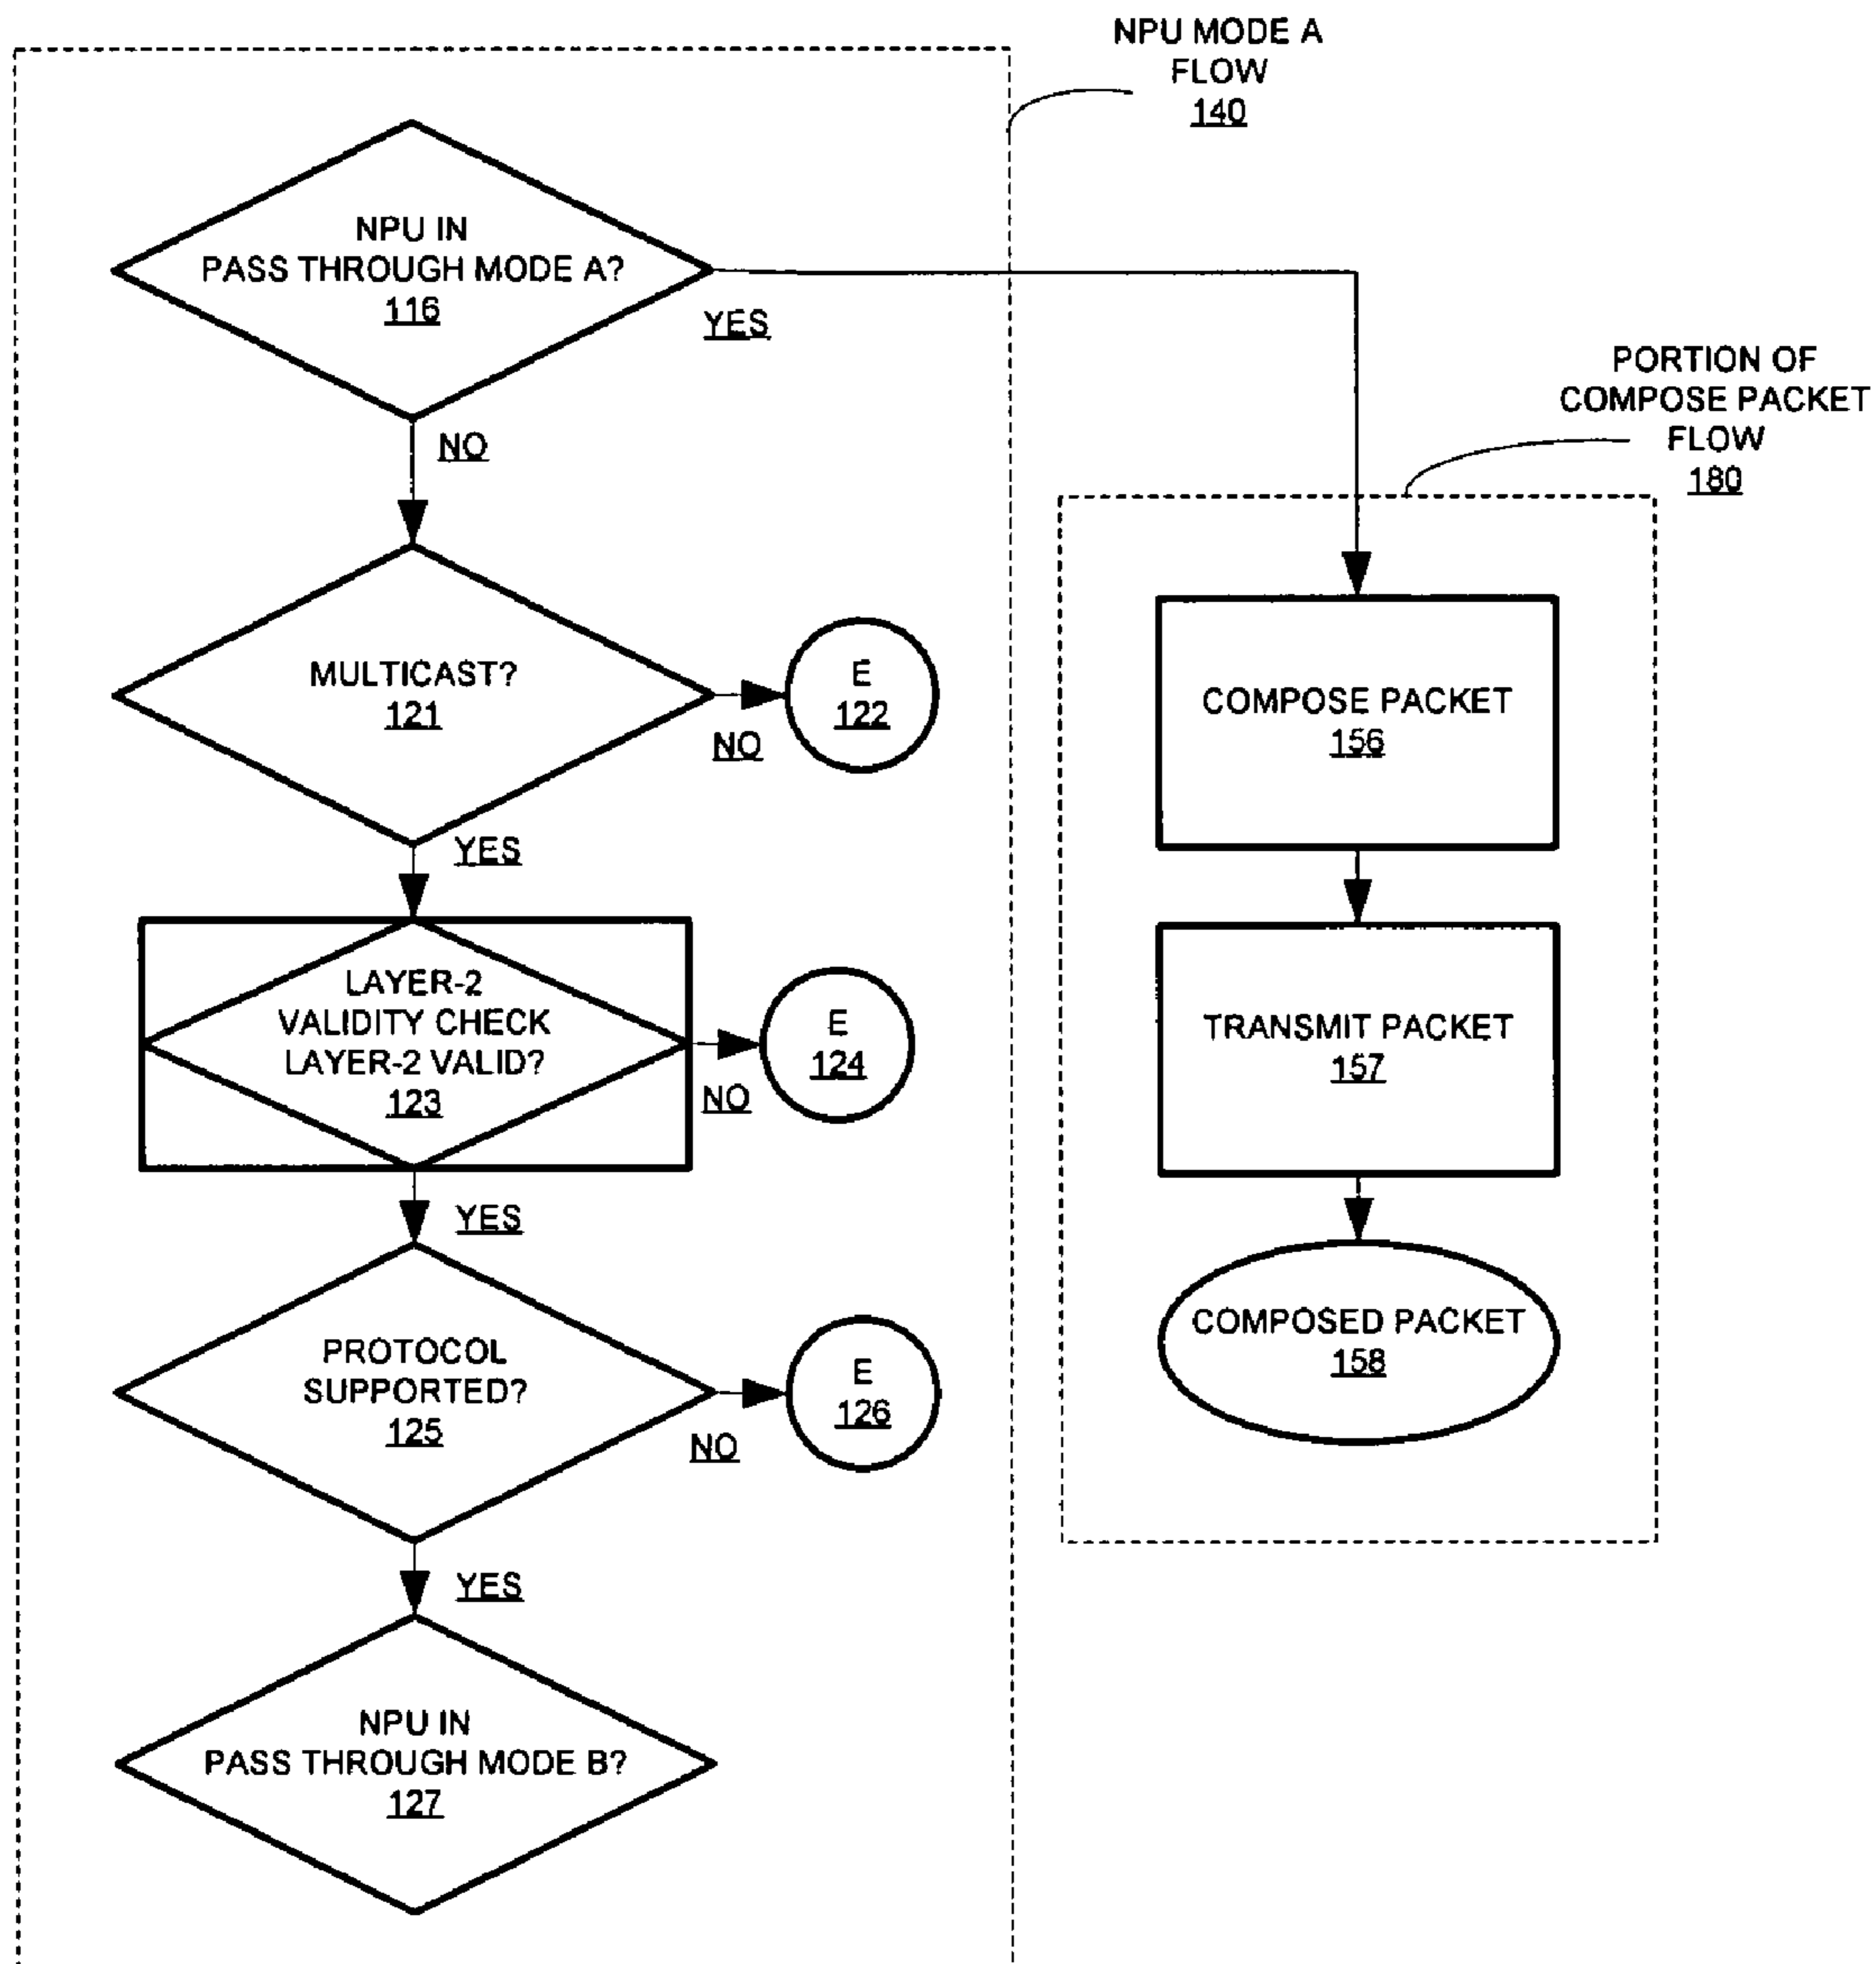 NPU MODE A
FLOW
140
NPU IN
PASS THROUGH MODE A?
116
YES
NO
PORTION OF
COMPOSE PACKET
FLOW
180
MULTICAST?
121
NO
E
122
YES
COMPOSE PACKET
156
LAYER-2
VALIDITY CHECK
LAYER-2 VALID?
123
NO
E
124
YES
TRANSMIT PACKET
157
PROTOCOL
SUPPORTED?
125
NO
E
126
YES
COMPOSED PACKET
158
NPU IN
PASS THROUGH MODE B?
127